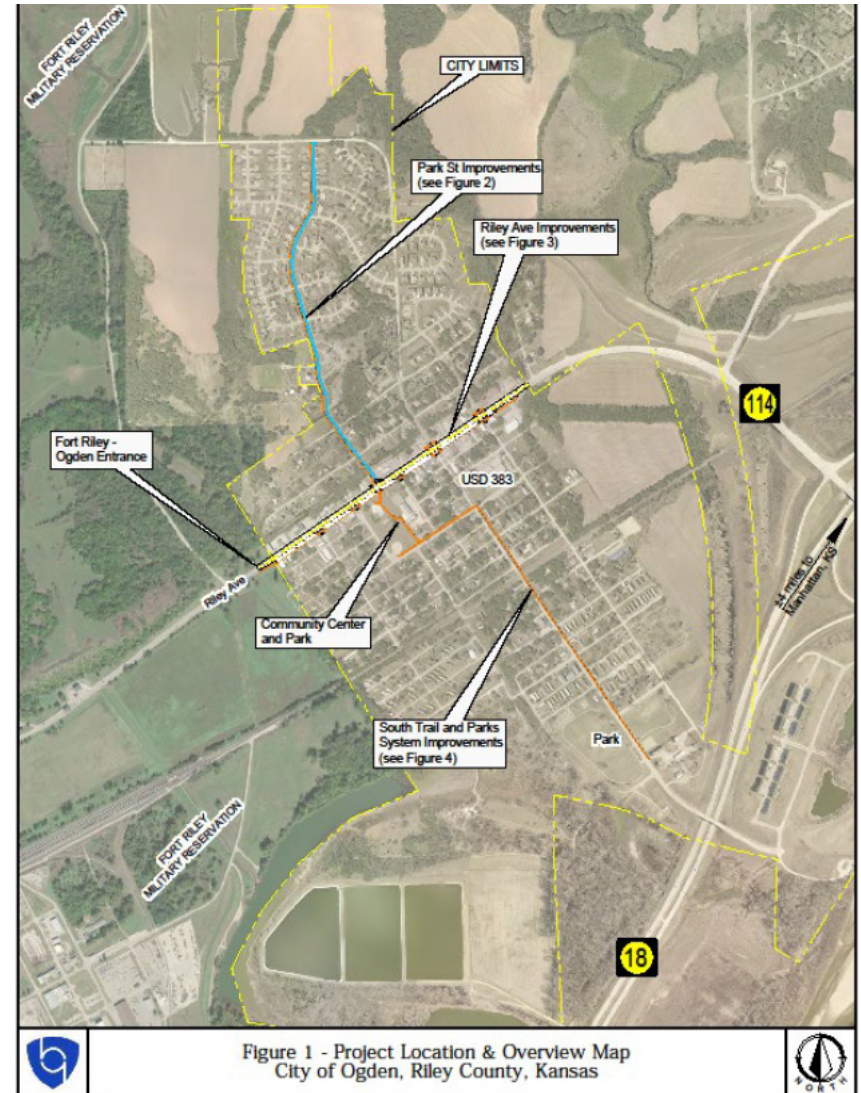 FORT RILEY
MILITARY RESERVATION
CITY LIMITS
Park St Improvements
(see Figure 2)
Riley Ave Improvements
(see Figure 3)
114
Fort Riley -
Ogden Entrance
USD 383
±4 miles to
Manhattan, KS
Riley Ave
Community Center
and Park
South Trail and Parks
System Improvements
(see Figure 4)
Park
FORT RILEY
MILITARY RESERVATION
18
Figure 1 - Project Location & Overview Map
City of Ogden, Riley County, Kansas
NORTH